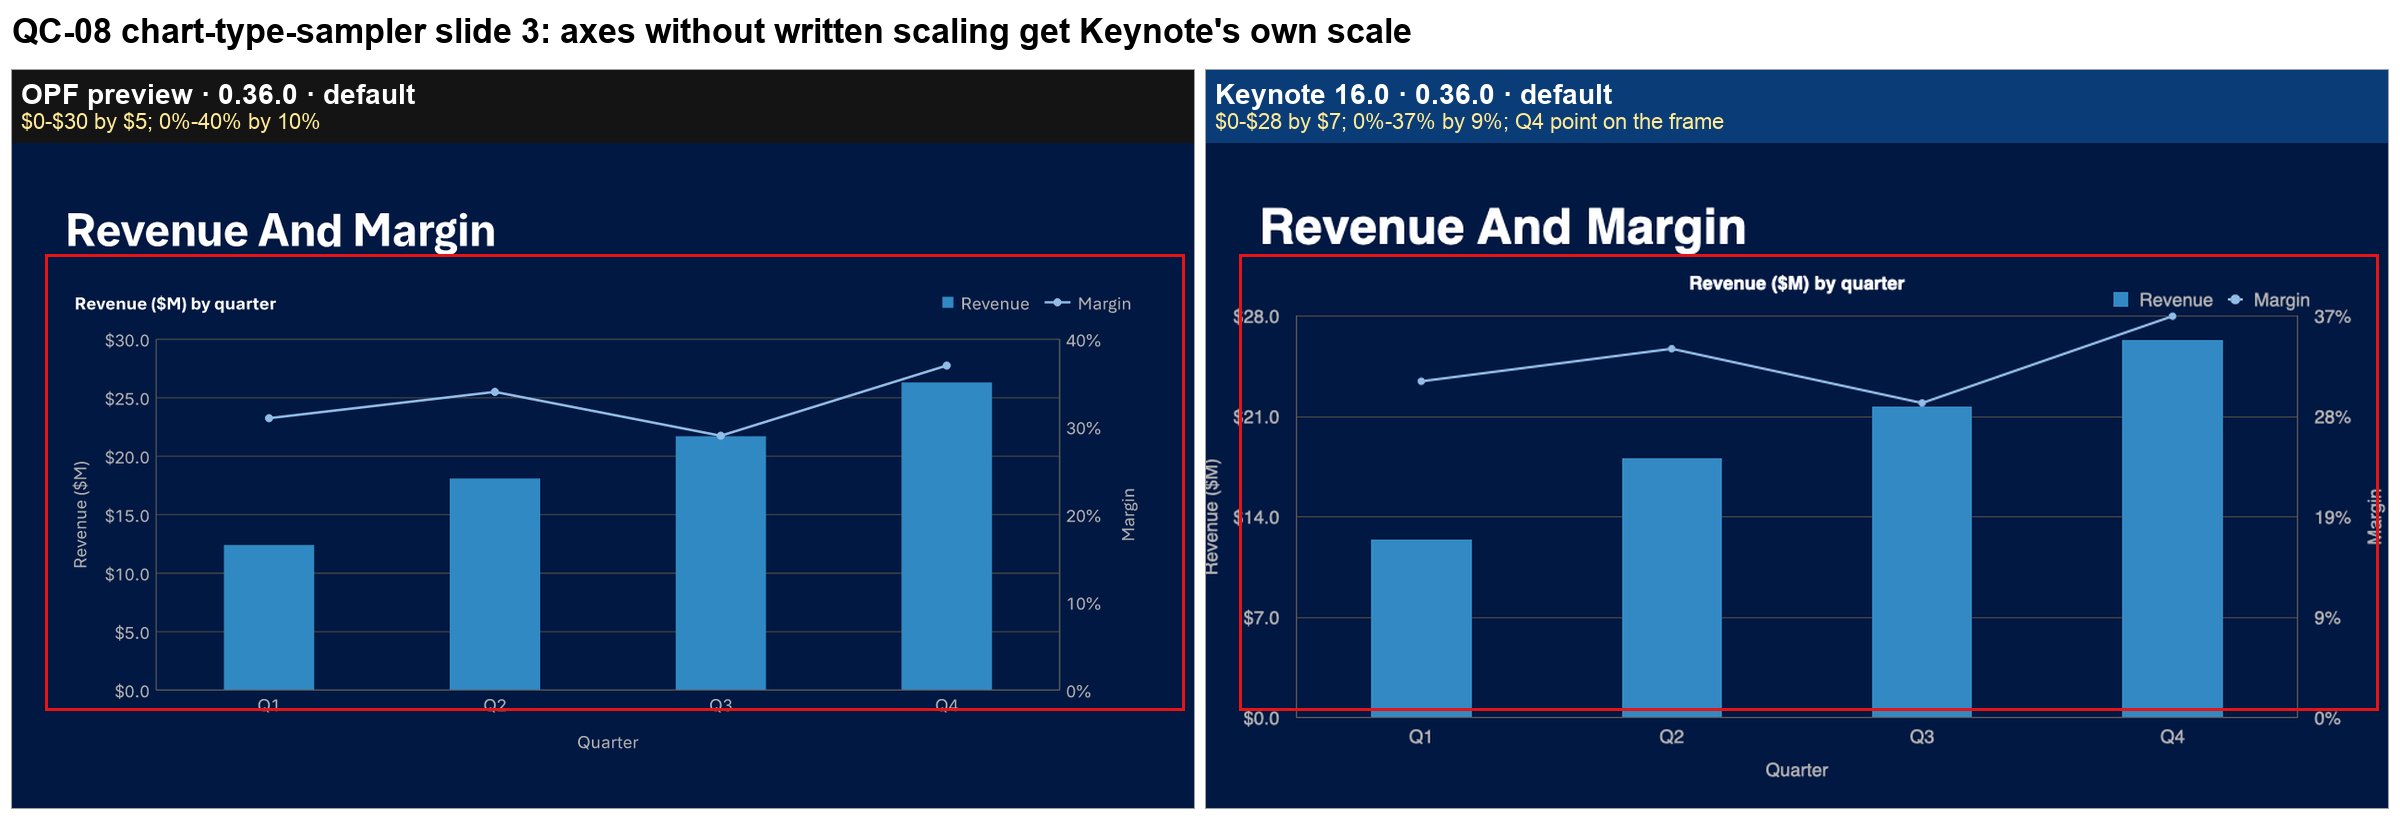 QC-08 chart-type-sampler slide 3: axes without written scaling get Keynote's own scale
OPF preview · 0.36.0 · default
$0-$30 by $5; 0%-40% by 10%
Revenue And Margin
Revenue ($M) by quarter
Revenue
Margin
$30.0
$25.0
$20.0
$15.0
$10.0
$5.0
$0.0
40%
30%
20%
10%
0%
Revenue ($M)
Margin
Q1
Q2
Q3
Q4
Quarter
Keynote 16.0 · 0.36.0 · default
$0-$28 by $7; 0%-37% by 9%; Q4 point on the frame
Revenue And Margin
Revenue ($M) by quarter
Revenue
Margin
$28.0
$21.0
$14.0
$7.0
$0.0
37%
28%
19%
9%
0%
Revenue ($M)
Margin
Q1
Q2
Q3
Q4
Quarter